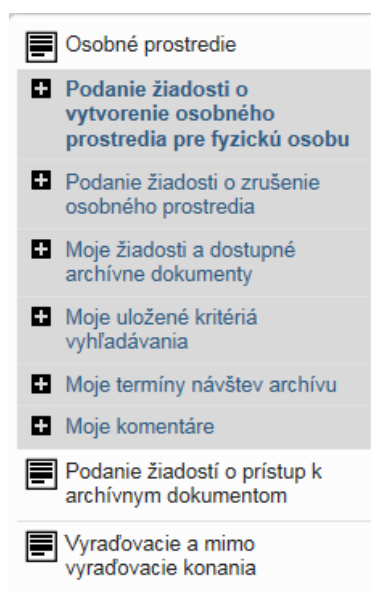 Osobné prostredie
Podanie žiadosti o
vytvorenie osobného
prostredia pre fyzickú osobu
Podanie žiadosti o zrušenie
osobného prostredia
Moje žiadosti a dostupné
archívne dokumenty
Moje uložené kritériá
vyhľadávania
Moje termíny návštev archívu
Moje komentáre
Podanie žiadostí o prístup k
archívnym dokumentom
Vyraďovacie a mimo
vyraďovacie konania